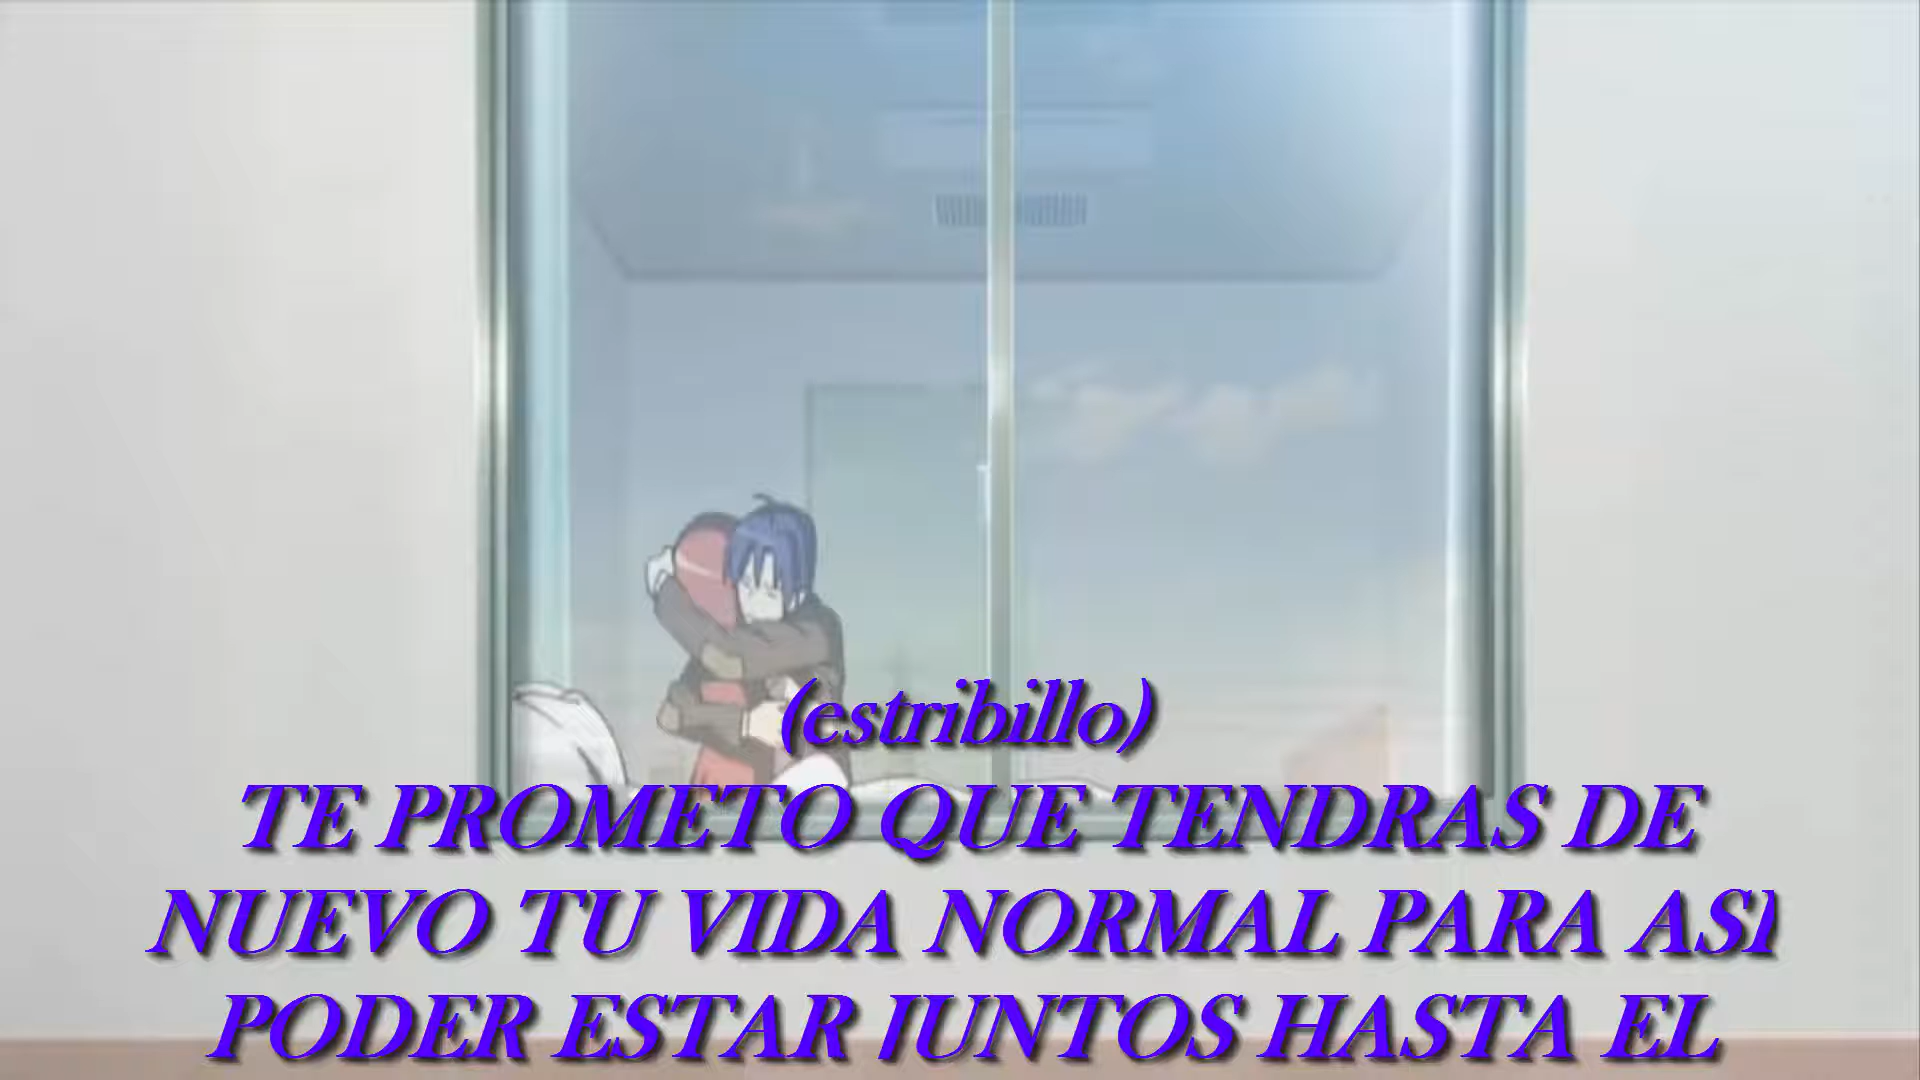 (estribillo)
TE PROMETO QUE TENDRAS DE
NUEVO TU VIDA NORMAL PARA ASI
PODER ESTAR JUNTOS HASTA EL